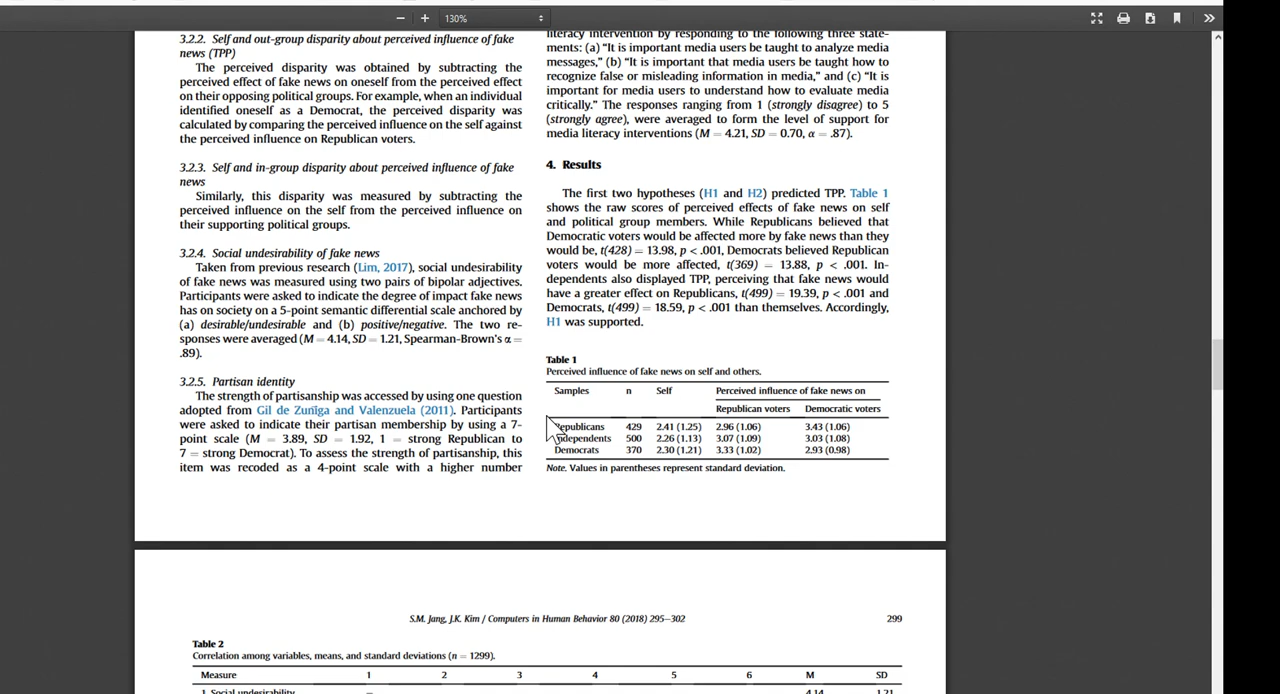 130%
3.2.2. Self and out-group disparity about perceived influence of fake
news (TPP)
The perceived disparity was obtained by subtracting the
perceived effect of fake news on oneself from the perceived effect
on their opposing political groups. For example, when an individual
identified oneself as a Democrat, the perceived disparity was
calculated by comparing the perceived influence on the self against
the perceived influence on Republican voters.
3.2.3. Self and in-group disparity about perceived influence of fake
news
Similarly, this disparity was measured by subtracting the
perceived influence on the self from the perceived influence on
their supporting political groups.
3.2.4. Social undesirability of fake news
Taken from previous research (Lim, 2017), social undesirability
of fake news was measured using two pairs of bipolar adjectives.
Participants were asked to indicate the degree of impact fake news
has on society on a 5-point semantic differential scale anchored by
(a) desirable/undesirable and (b) positive/negative. The two re-
sponses were averaged (M = 4.14, SD = 1.21, Spearman-Brown's α =
.89).
3.2.5. Partisan identity
The strength of partisanship was accessed by using one question
adopted from Gil de Zuñiga and Valenzuela (2011). Participants
were asked to indicate their partisan membership by using a 7-
point scale (M = 3.89, SD = 1.92, 1 = strong Republican to
7 = strong Democrat). To assess the strength of partisanship, this
item was recoded as a 4-point scale with a higher number
literacy intervention by responding to the following three state-
ments: (a) "It is important media users be taught to analyze media
messages," (b) "It is important that media users be taught how to
recognize false or misleading information in media," and (c) "It is
important for media users to understand how to evaluate media
critically." The responses ranging from 1 (strongly disagree) to 5
(strongly agree), were averaged to form the level of support for
media literacy interventions (M = 4.21, SD = 0.70, α = .87).
4. Results
The first two hypotheses (H1 and H2) predicted TPP. Table 1
shows the raw scores of perceived effects of fake news on self
and political group members. While Republicans believed that
Democratic voters would be affected more by fake news than they
would be, t(428) = 13.98, p < .001, Democrats believed Republican
voters would be more affected, t(369) = 13.88, p < .001. In-
dependents also displayed TPP, perceiving that fake news would
have a greater effect on Republicans, t(499) = 19.39, p < .001 and
Democrats, t(499) = 18.59, p < .001 than themselves. Accordingly,
H1 was supported.
Table 1
Perceived influence of fake news on self and others.
Samples n Self Perceived influence of fake news on
Republican voters Democratic voters
Republicans 429 2.41 (1.25) 2.96 (1.06) 3.43 (1.06)
Independents 500 2.26 (1.13) 3.07 (1.09) 3.03 (1.08)
Democrats 370 2.30 (1.21) 3.33 (1.02) 2.93 (0.98)
Note. Values in parentheses represent standard deviation.
S.M. Jang, J.K. Kim / Computers in Human Behavior 80 (2018) 295–302 299
Table 2
Correlation among variables, means, and standard deviations (n = 1299).
Measure 1 2 3 4 5 6 M SD
1. Social undesirability – 4.14 1.21